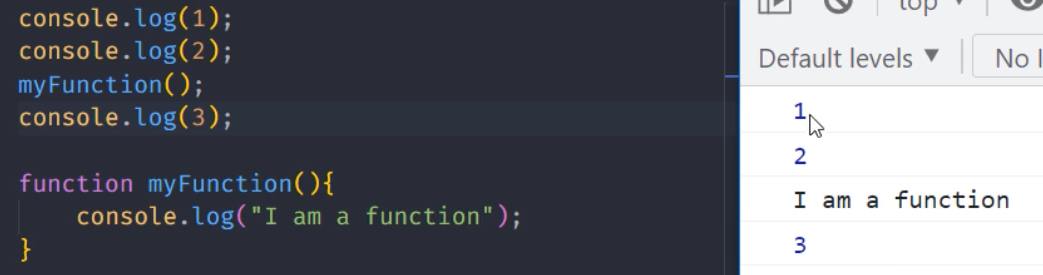 console.log(1);
console.log(2);
myFunction();
console.log(3);
function myFunction(){
    console.log("I am a function");
}
top
Default levels
No
1
2
I am a function
3